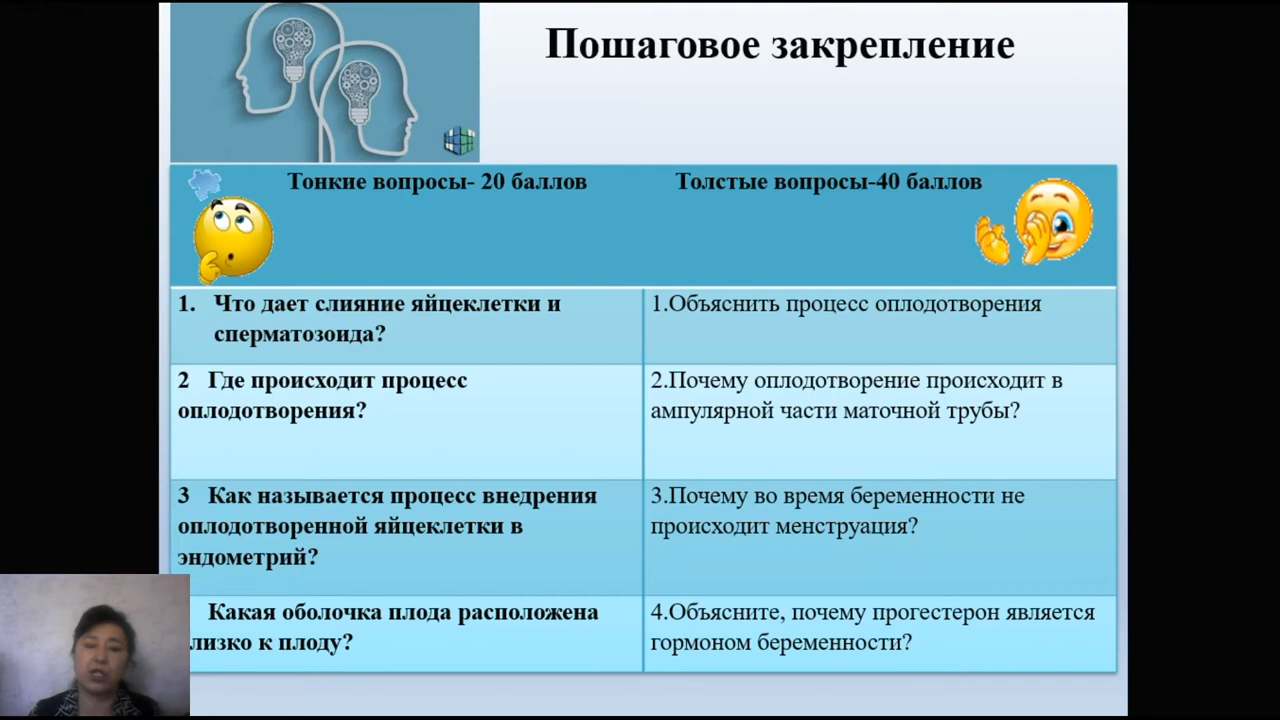 Пошаговое закрепление
Тонкие вопросы- 20 баллов
Толстые вопросы-40 баллов
1. Что дает слияние яйцеклетки и
сперматозоида?
1.Объяснить процесс оплодотворения
2 Где происходит процесс
оплодотворения?
2.Почему оплодотворение происходит в
ампулярной части маточной трубы?
3 Как называется процесс внедрения
оплодотворенной яйцеклетки в
эндометрий?
3.Почему во время беременности не
происходит менструация?
Какая оболочка плода расположена
лизко к плоду?
4.Объясните, почему прогестерон является
гормоном беременности?